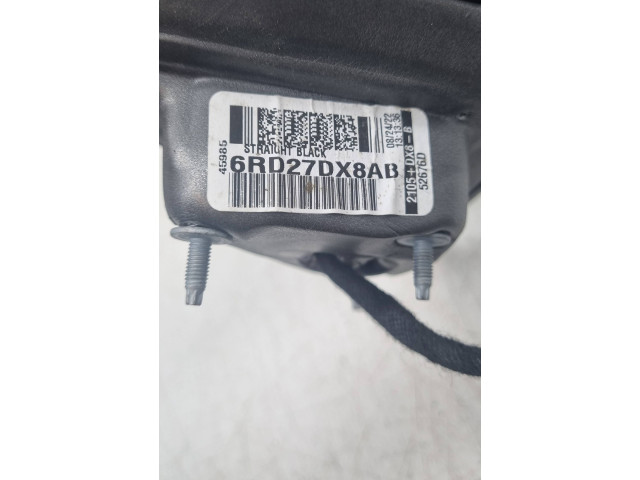 45985
STRAIGHT BLACK
6RD27DX8AB
08/24/22
13:13:36
2105+DX8-B
52676D